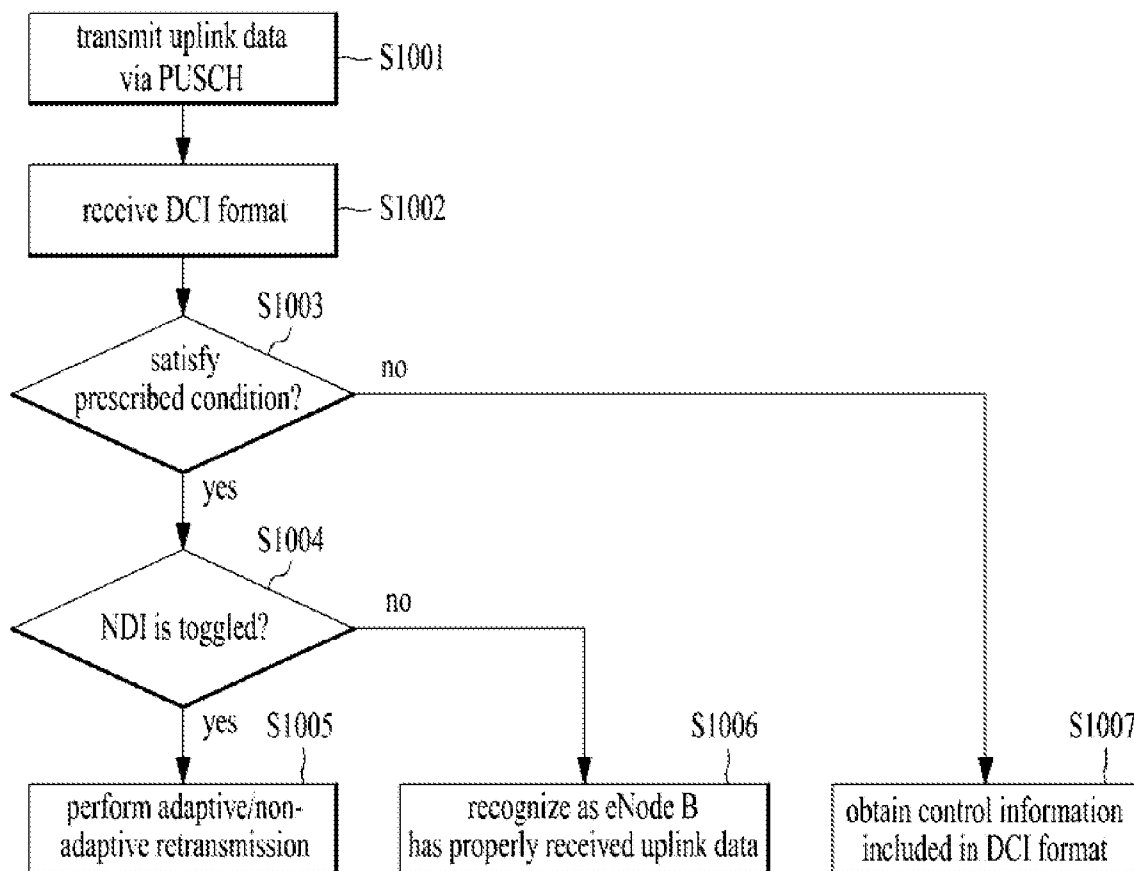 transmit uplink data
via PUSCH
S1001
receive DCI format
S1002
S1003
satisfy
prescribed condition?
no
yes
S1004
NDI is toggled?
no
yes
S1005
perform adaptive/non-
adaptive retransmission
S1006
recognize as eNode B
has properly received uplink data
S1007
obtain control information
included in DCI format